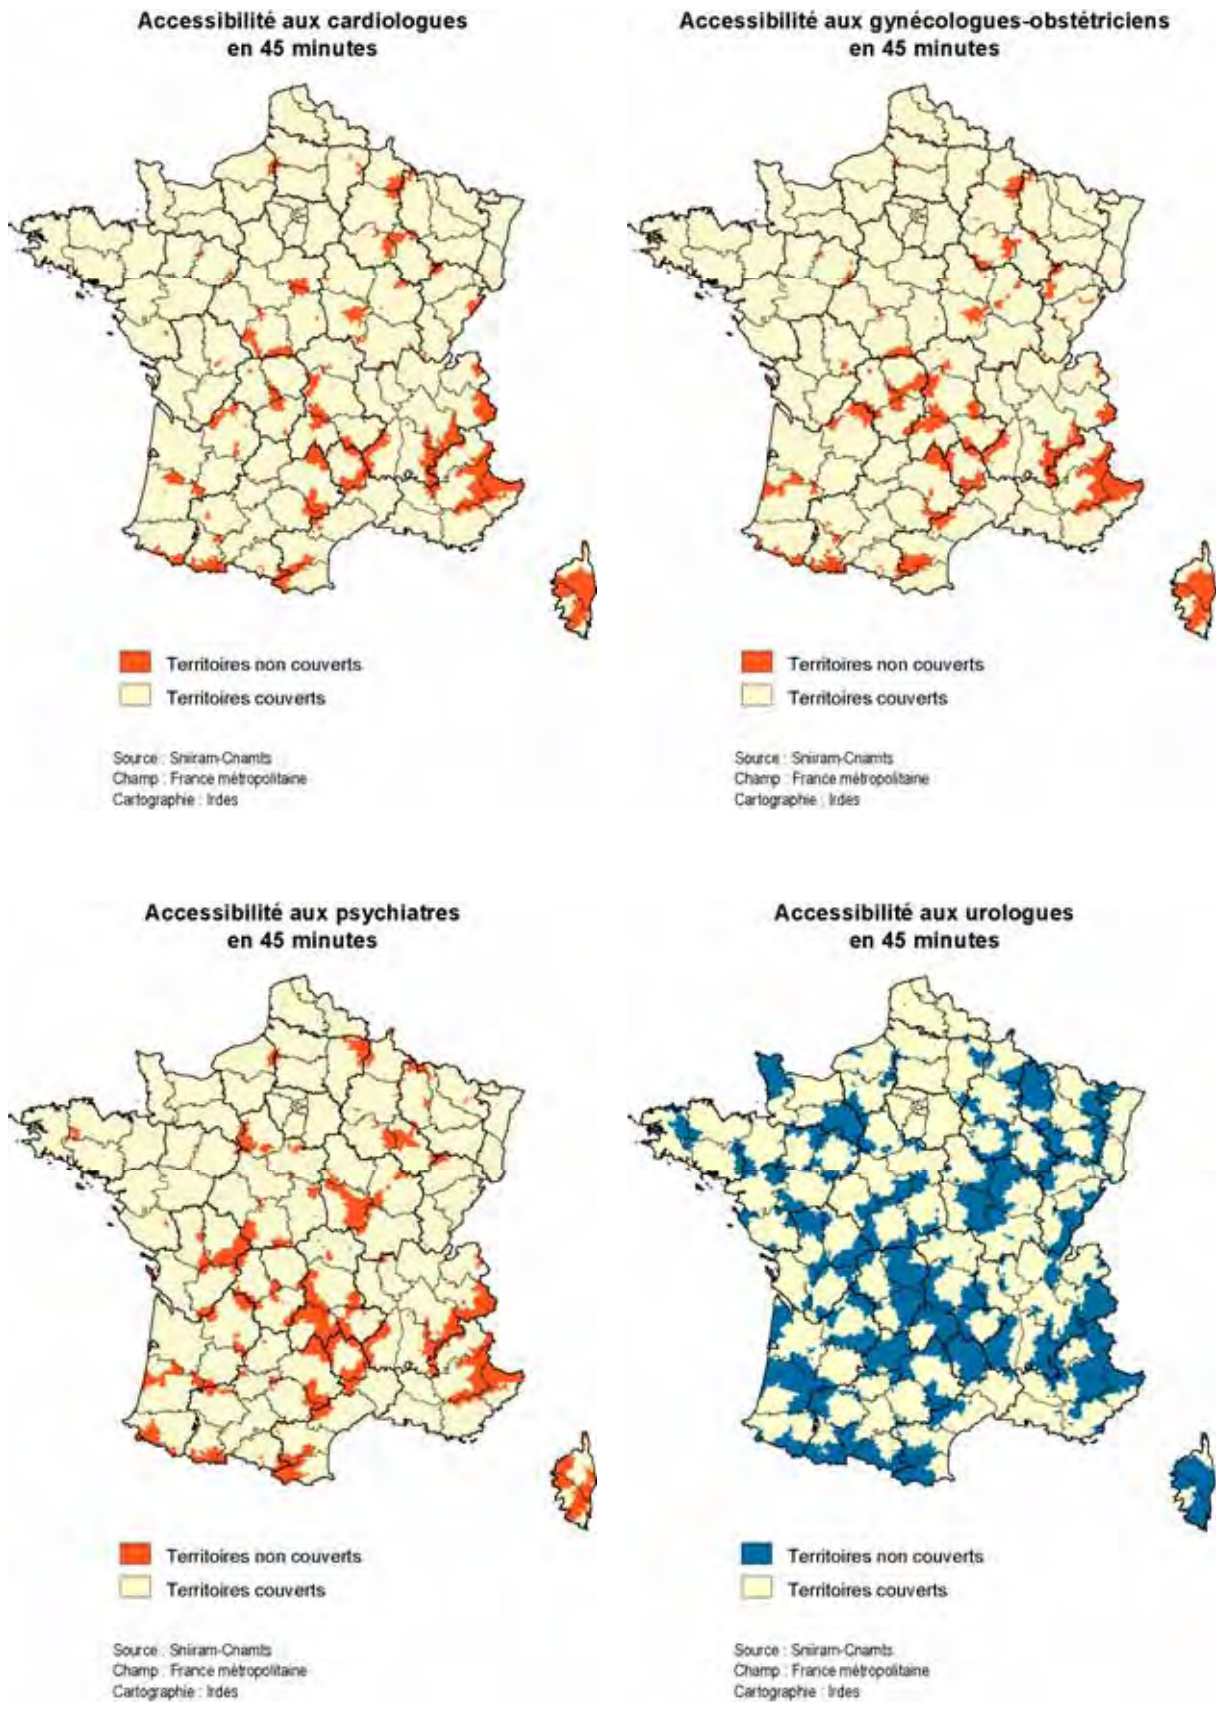 Accessibilité aux cardiologues
en 45 minutes
Territoires non couverts
Territoires couverts
Source : Sniiram-Cnamts
Champ : France métropolitaine
Cartographie : Irdes
Accessibilité aux gynécologues-obstétriciens
en 45 minutes
Territoires non couverts
Territoires couverts
Source : Sniiram-Cnamts
Champ : France métropolitaine
Cartographie : Irdes
Accessibilité aux psychiatres
en 45 minutes
Territoires non couverts
Territoires couverts
Source : Sniiram-Cnamts
Champ : France métropolitaine
Cartographie : Irdes
Accessibilité aux urologues
en 45 minutes
Territoires non couverts
Territoires couverts
Source : Sniiram-Cnamts
Champ : France métropolitaine
Cartographie : Irdes